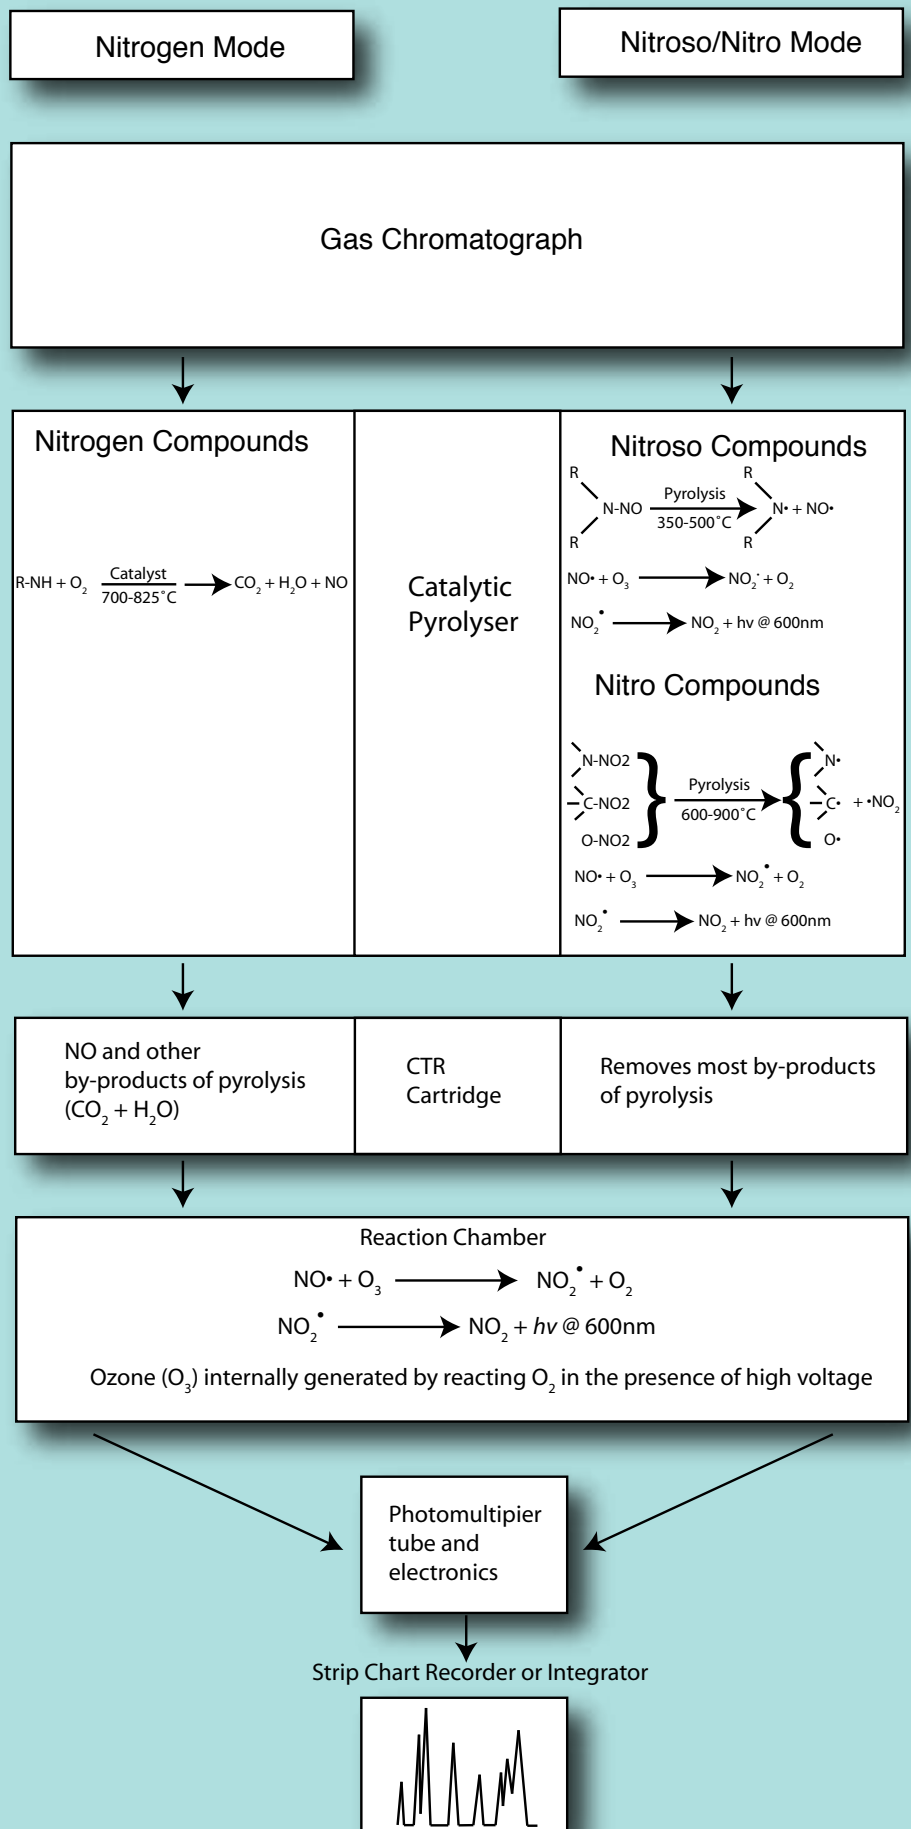 Nitrogen Mode
Nitroso/Nitro Mode
Gas Chromatograph
Nitrogen Compounds
R-NH + O₂ Catalyst 700-825˚C CO₂ + H₂O + NO
Catalytic
Pyrolyser
Nitroso Compounds
R
N-NO Pyrolysis 350-500˚C N• + NO•
R
R
R
NO• + O₃ NO₂• + O₂
NO₂• NO₂ + hv @ 600nm
Nitro Compounds
N-NO2
C-NO2
O-NO2
Pyrolysis
600-900˚C
N•
C• + •NO₂
O•
NO• + O₃ NO₂• + O₂
NO₂• NO₂ + hv @ 600nm
NO and other
by-products of pyrolysis
(CO₂ + H₂O)
CTR
Cartridge
Removes most by-products
of pyrolysis
Reaction Chamber
NO• + O₃ NO₂• + O₂
NO₂• NO₂ + hv @ 600nm
Ozone (O₃) internally generated by reacting O₂ in the presence of high voltage
Photomultipier
tube and
electronics
Strip Chart Recorder or Integrator